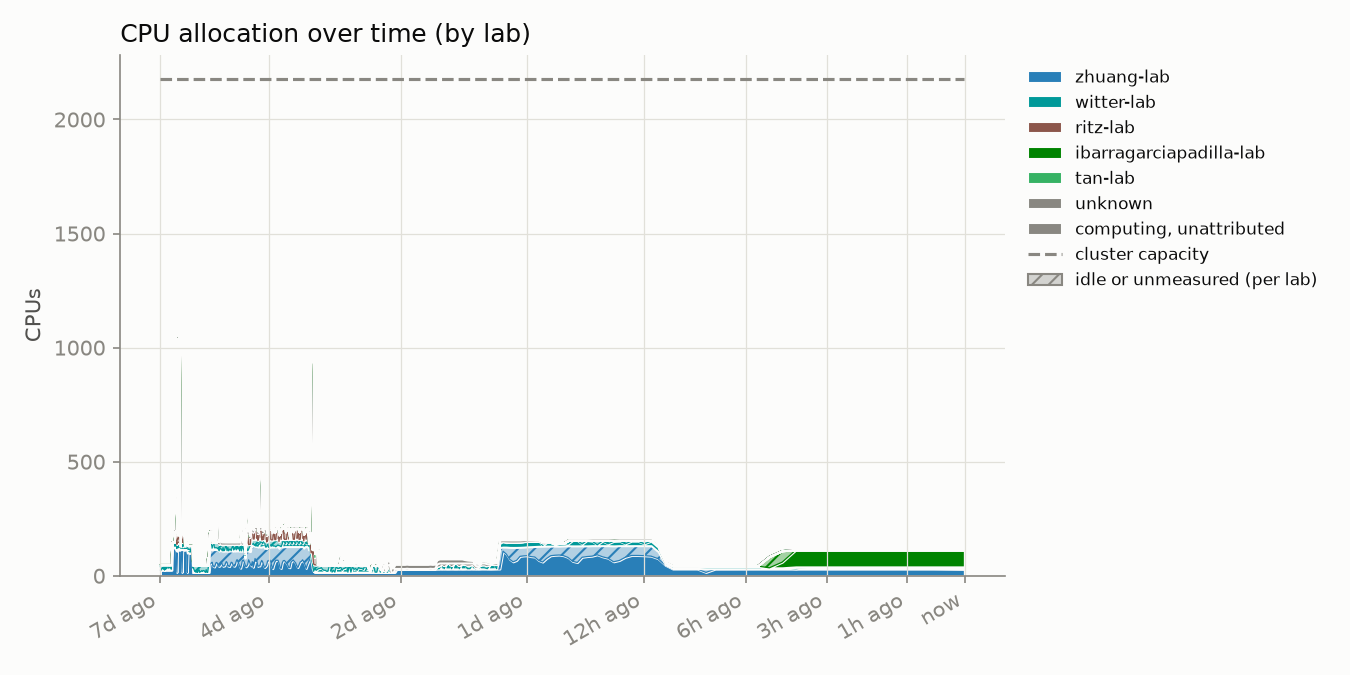 CPU allocation over time (by lab)
CPUs
2000
1500
1000
500
0
7d ago
4d ago
2d ago
1d ago
12h ago
6h ago
3h ago
1h ago
now
zhuang-lab
witter-lab
ritz-lab
ibarragarciapadilla-lab
tan-lab
unknown
computing, unattributed
cluster capacity
idle or unmeasured (per lab)